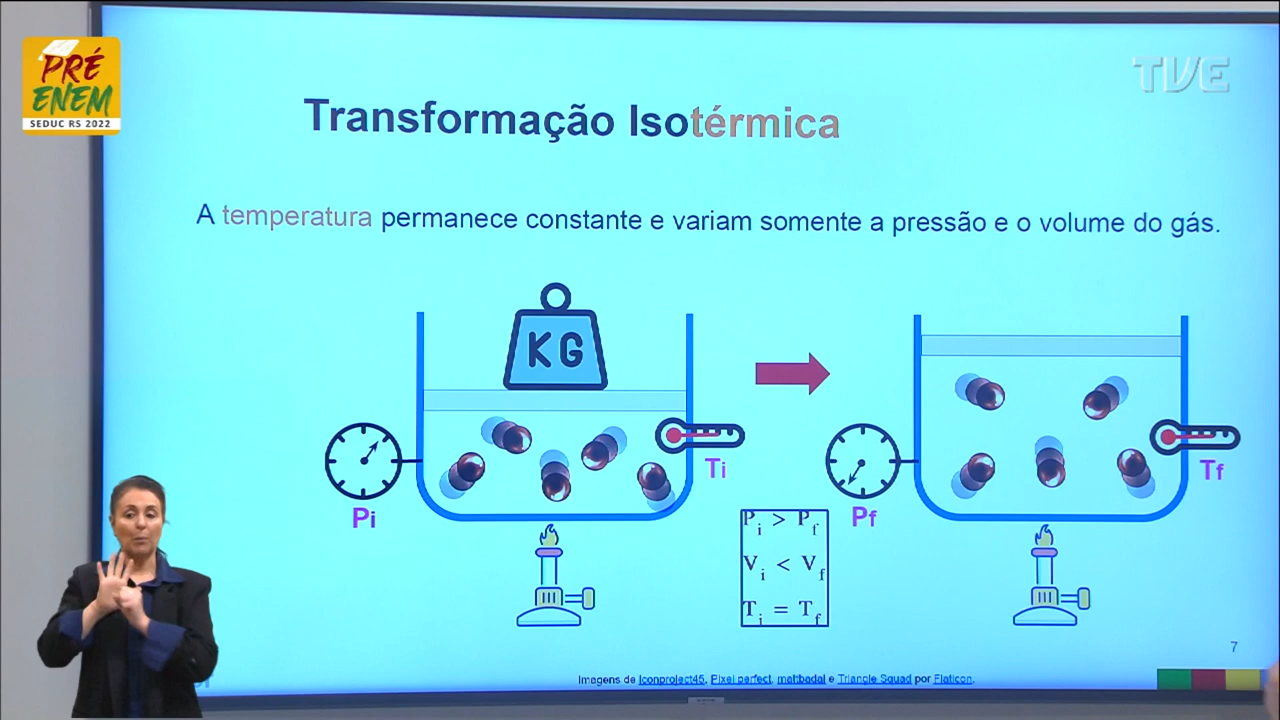 PRÉ
ENEM
SEDUC RS 2022
TVE
Transformação Isotérmica
A temperatura permanece constante e variam somente a pressão e o volume do gás.
KG
Ti
Tf
Pi
Pf
Pi > Pf
Vi < Vf
Ti = Tf
7
Imagens de Iconproject45, Pixel perfect, mattbadal e Triangle Squad por Flaticon.